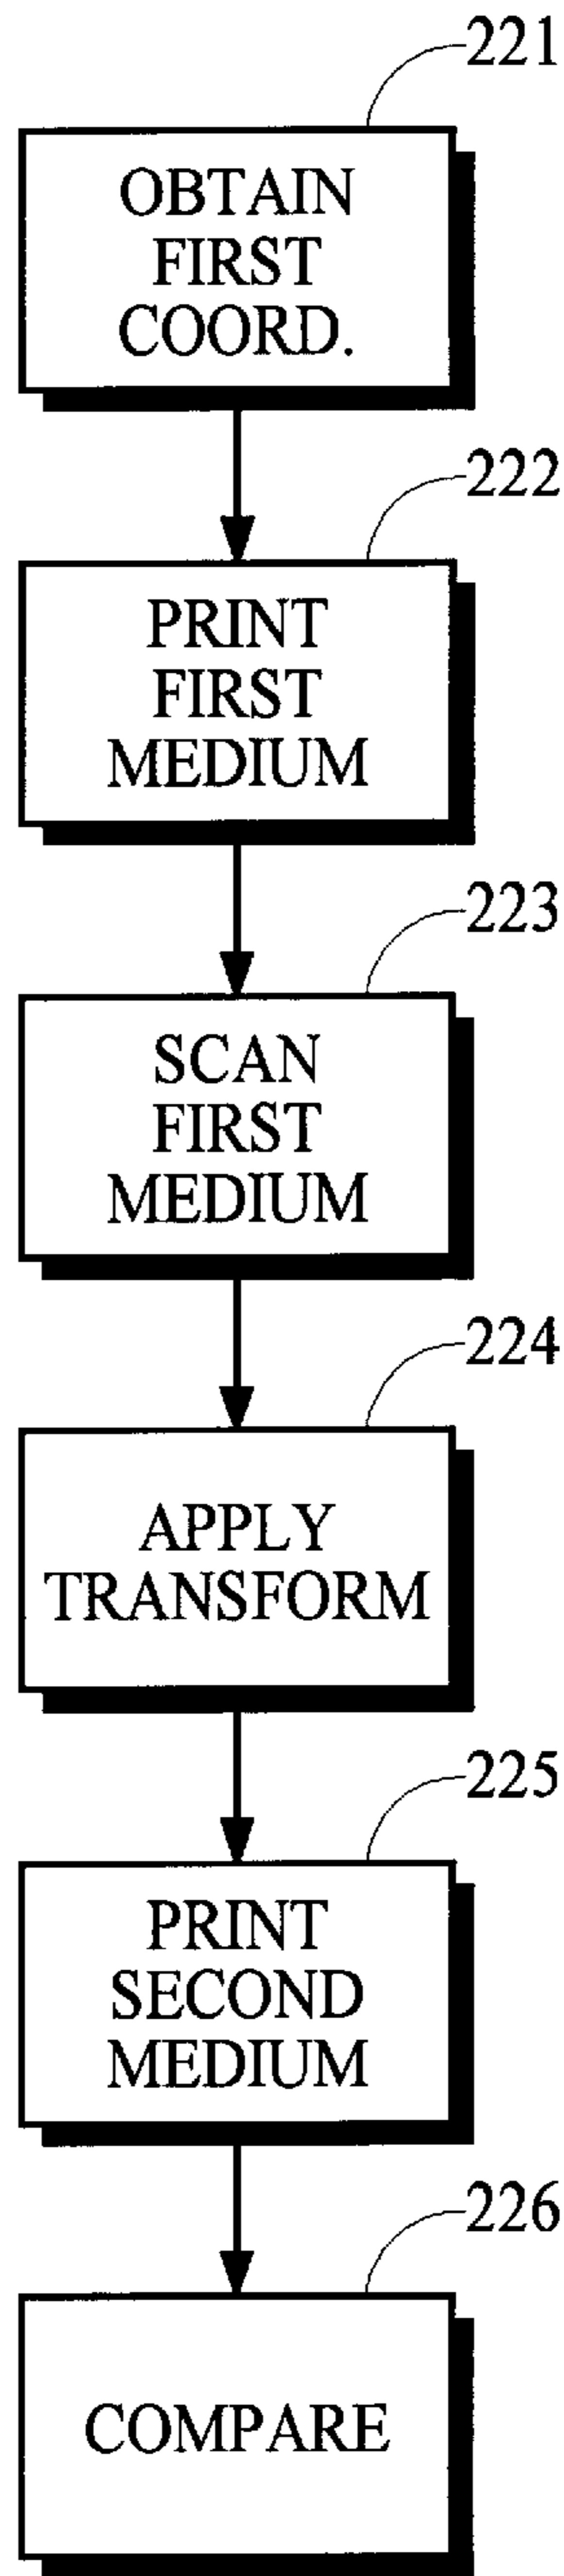 221
OBTAIN
FIRST
COORD.
222
PRINT
FIRST
MEDIUM
223
SCAN
FIRST
MEDIUM
224
APPLY
TRANSFORM
225
PRINT
SECOND
MEDIUM
226
COMPARE